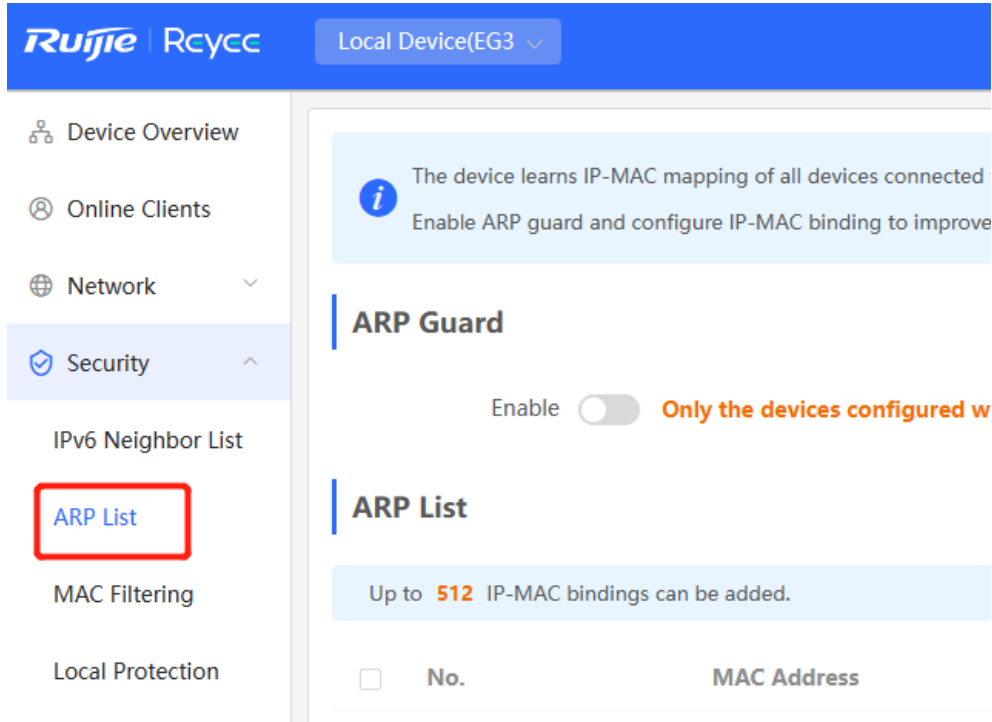 Ruijie | Reyee
Local Device(EG3
Device Overview
Online Clients
Network
Security
IPv6 Neighbor List
ARP List
MAC Filtering
Local Protection
The device learns IP-MAC mapping of all devices connected
Enable ARP guard and configure IP-MAC binding to improve
ARP Guard
Enable Only the devices configured w
ARP List
Up to 512 IP-MAC bindings can be added.
No. MAC Address